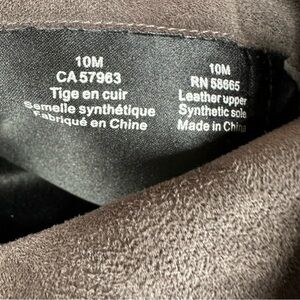 10M
CA 57963
Tige en cuir
Semelle synthétique
Fabriqué en Chine
10M
RN 58665
Leather upper
Synthetic sole
Made in China